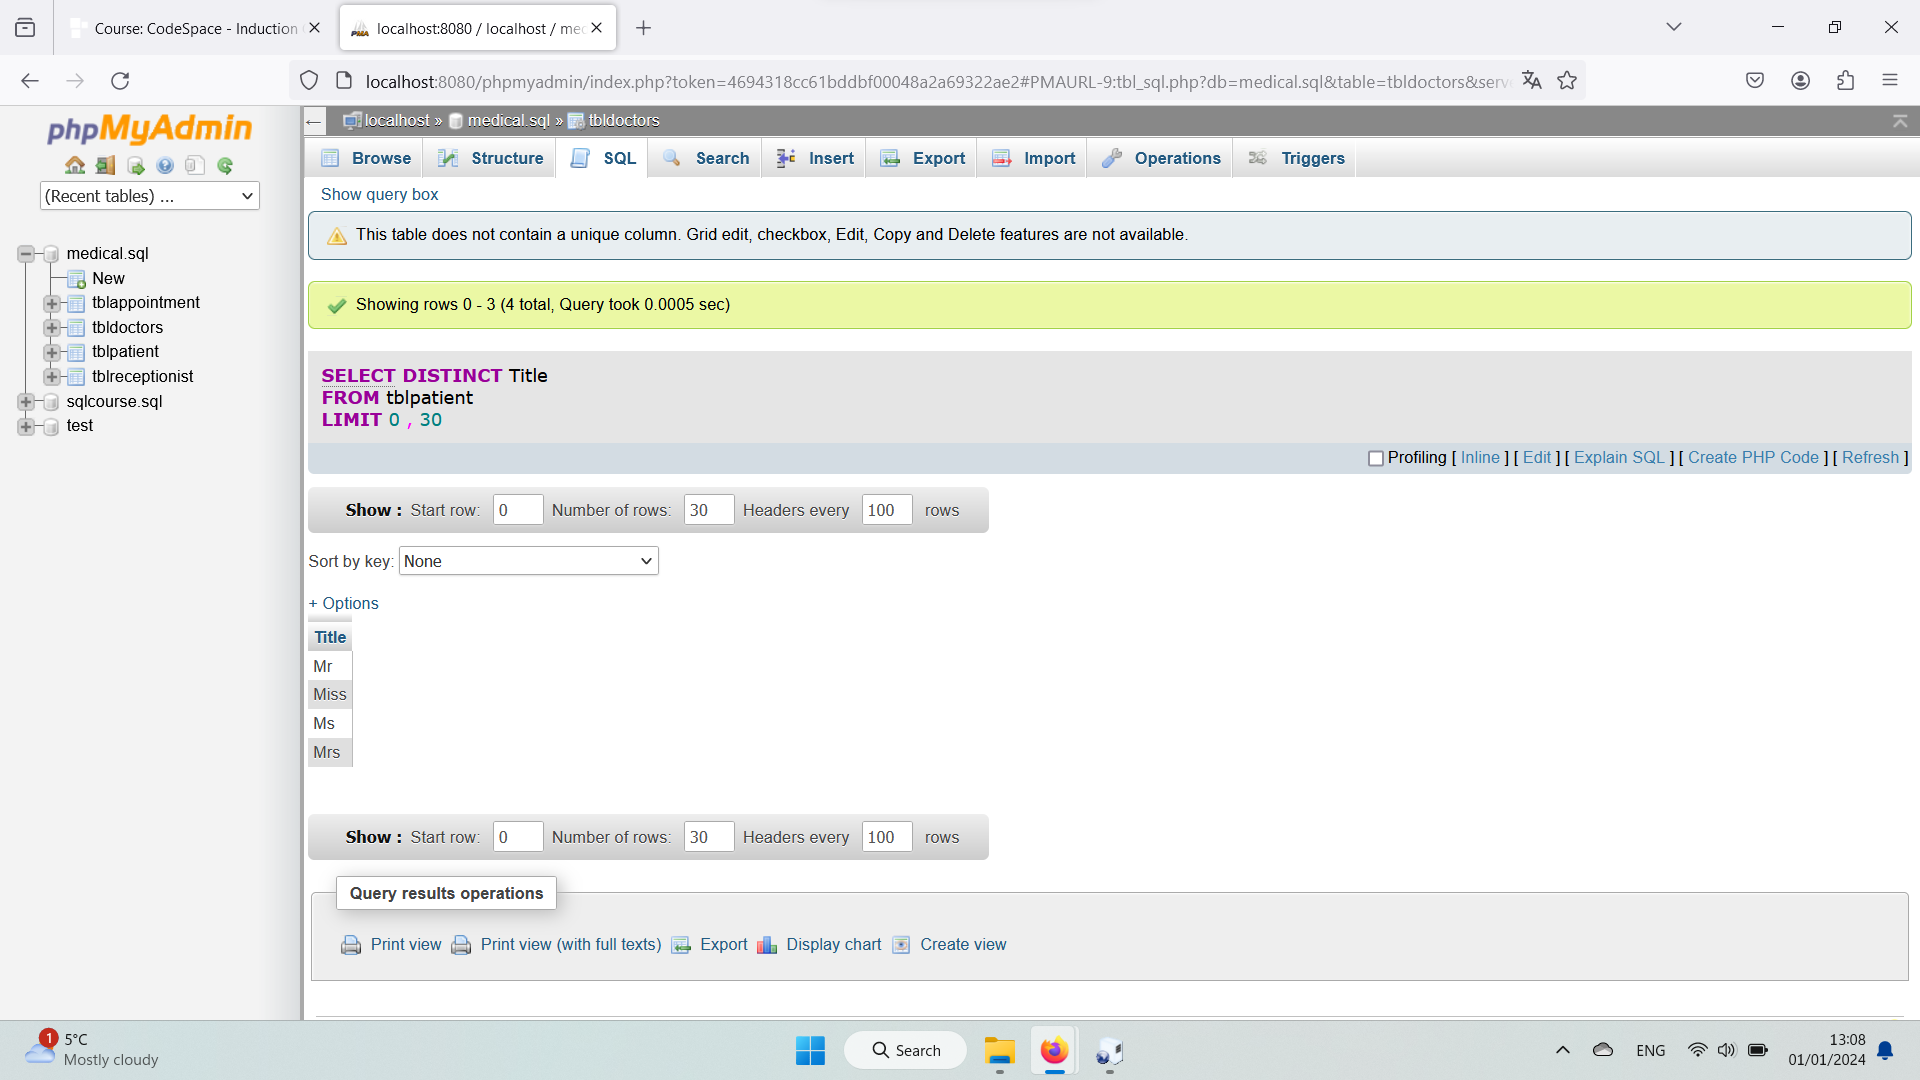 Course: CodeSpace - Induction
localhost:8080 / localhost / med
localhost:8080/phpmyadmin/index.php?token=4694318cc61bddbf00048a2a69322ae2#PMAURL-9:tbl_sql.php?db=medical.sql&table=tbldoctors&serv
phpMyAdmin
(Recent tables) ...
medical.sql
New
tblappointment
tbldoctors
tblpatient
tblreceptionist
sqlcourse.sql
test
localhost » medical.sql » tbldoctors
Browse Structure SQL Search Insert Export Import Operations Triggers
Show query box
This table does not contain a unique column. Grid edit, checkbox, Edit, Copy and Delete features are not available.
Showing rows 0 - 3 (4 total, Query took 0.0005 sec)
SELECT DISTINCT Title
FROM tblpatient
LIMIT 0 , 30
Profiling [ Inline ] [ Edit ] [ Explain SQL ] [ Create PHP Code ] [ Refresh ]
Show : Start row: 0 Number of rows: 30 Headers every 100 rows
Sort by key: None
+ Options
Title
Mr
Miss
Ms
Mrs
Show : Start row: 0 Number of rows: 30 Headers every 100 rows
Query results operations
Print view Print view (with full texts) Export Display chart Create view
1
5°C
Mostly cloudy
Search
ENG
13:08
01/01/2024